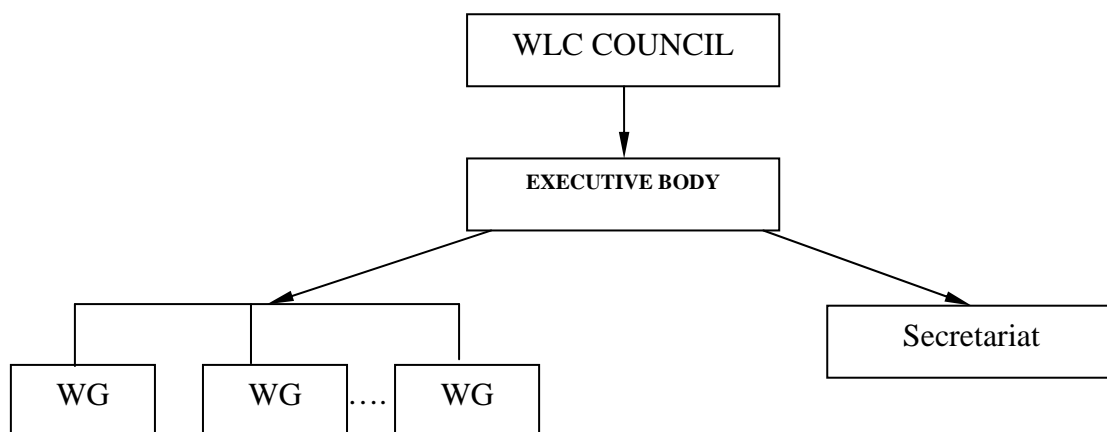 WLC COUNCIL
EXECUTIVE BODY
Secretariat
WG WG .... WG